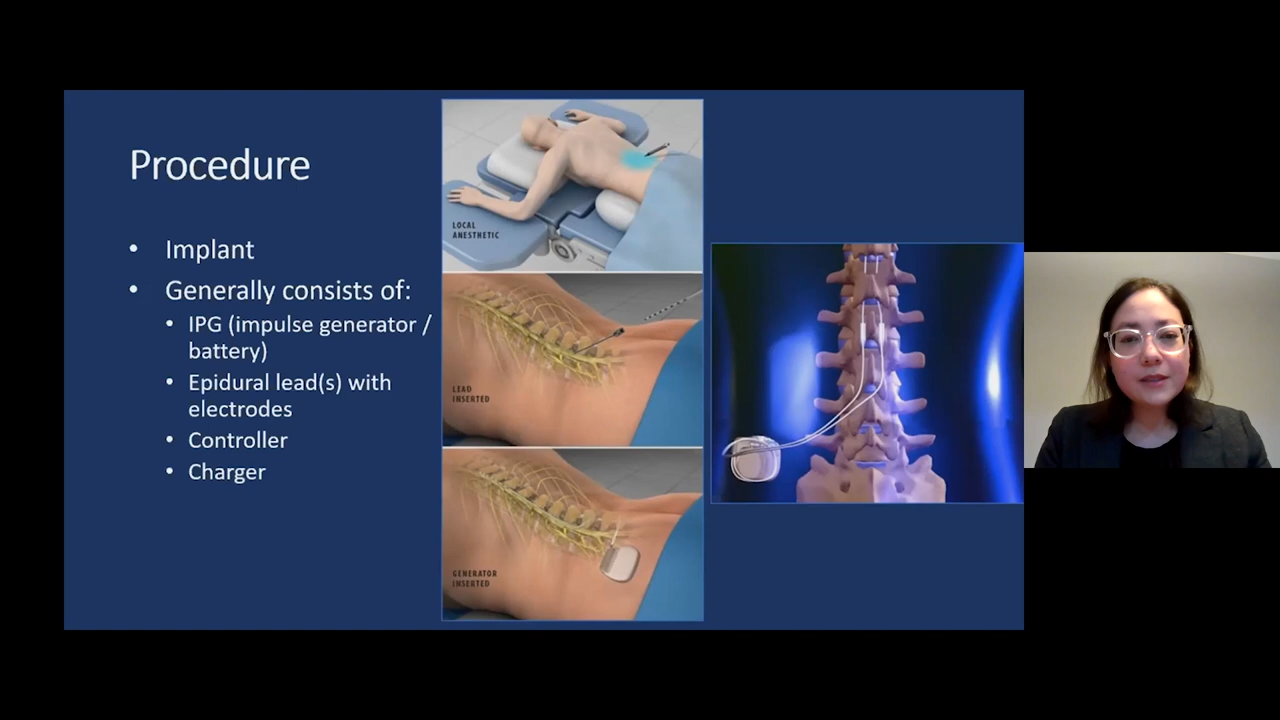 Procedure
• Implant
• Generally consists of:
• IPG (impulse generator /
battery)
• Epidural lead(s) with
electrodes
• Controller
• Charger
LOCAL
ANESTHETIC
LEAD
INSERTED
GENERATOR
INSERTED